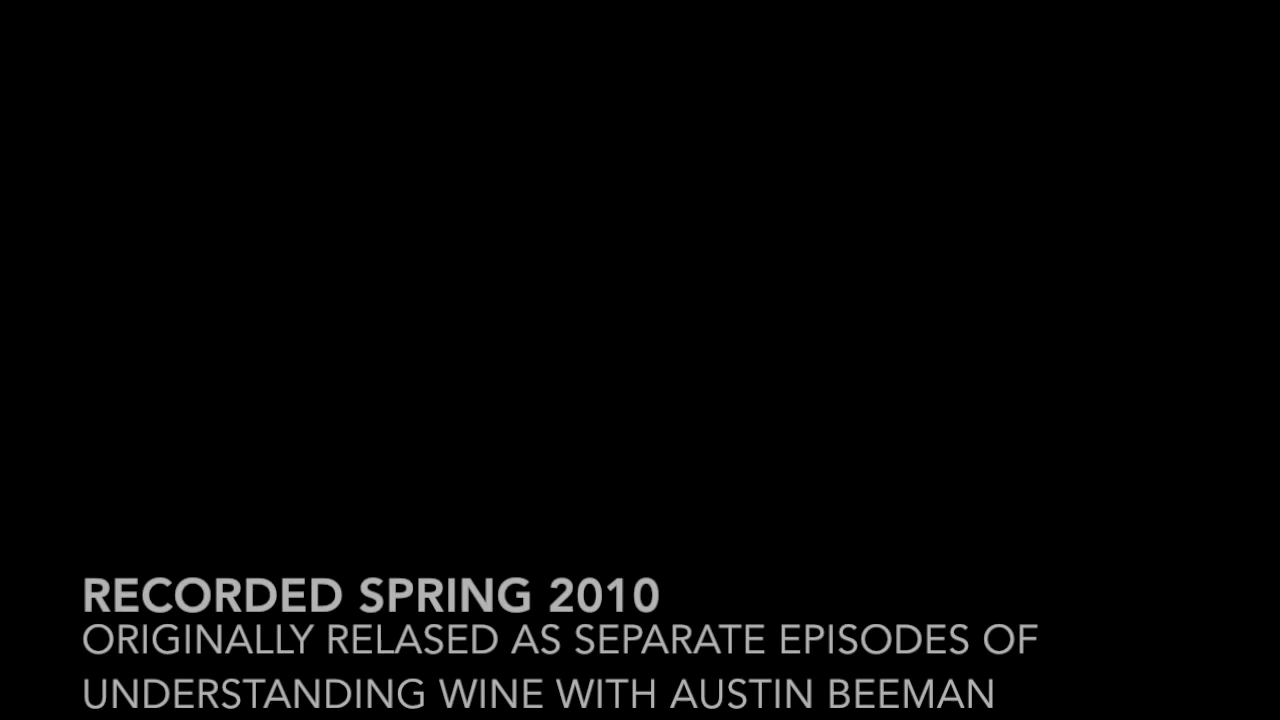 RECORDED SPRING 2010
ORIGINALLY RELASED AS SEPARATE EPISODES OF
UNDERSTANDING WINE WITH AUSTIN BEEMAN